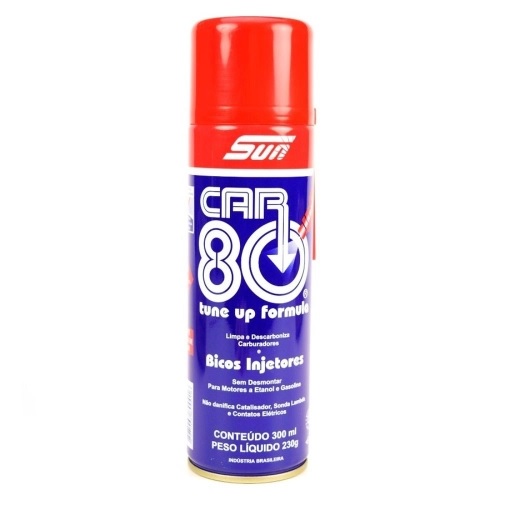 Sun
CAR
80
®
tune up formula
Limpa e Descarboniza
Carburadores
e
Bicos Injetores
Sem Desmontar
Para Motores a Etanol e Gasolina
Não danifica Catalisador, Sonda Lambda
e Contatos Elétricos
CONTEÚDO 300 ml
PESO LÍQUIDO 230g
INDÚSTRIA BRASILEIRA